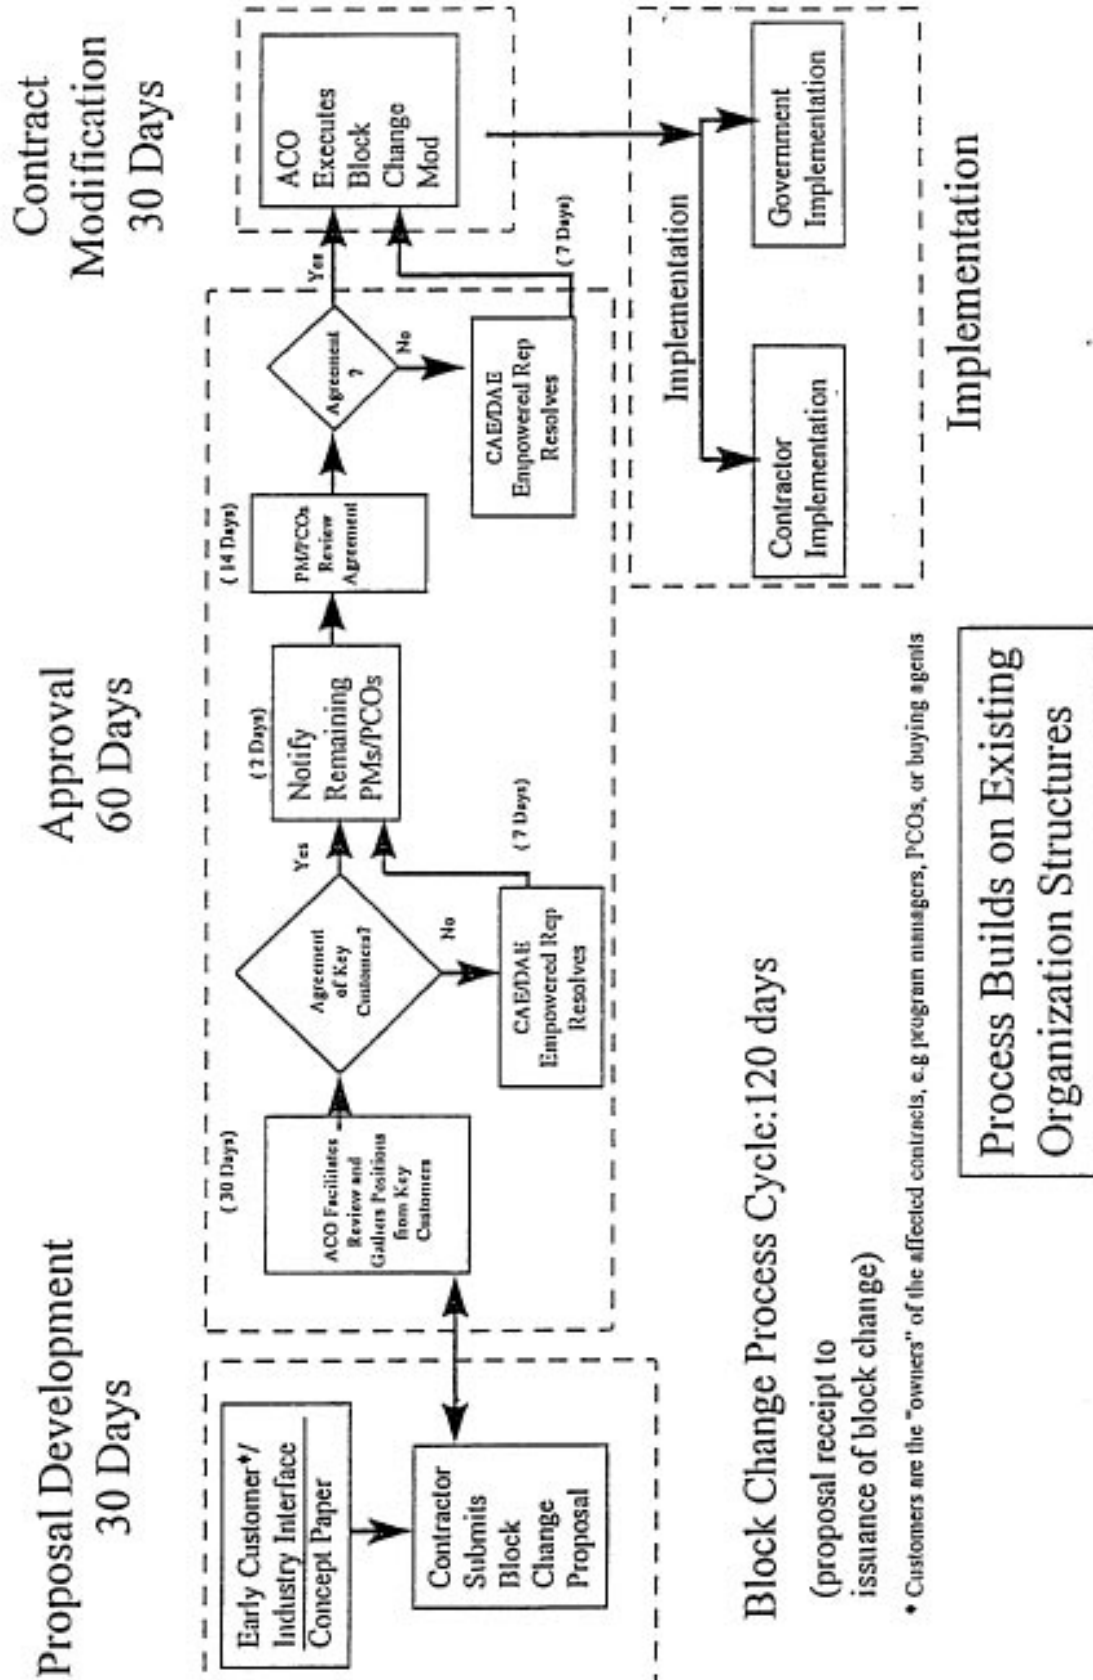 Proposal Development
30 Days
Early Customer*/
Industry Interface
Concept Paper
Contractor
Submits
Block
Change
Proposal
Approval
60 Days
( 30 Days)
ACO Facilitates
Review and
Gathers Positions
from Key
Customers
Agreement
of Key
Customers?
Yes
No
CAE/DAE
Empowered Rep
Resolves
( 7 Days)
( 2 Days)
Notify
Remaining
PMs/PCOs
( 14 Days)
PM/PCOs
Review
Agreement
Agreement
?
Yes
No
CAE/DAE
Empowered Rep
Resolves
( 7 Days)
Contract
Modification
30 Days
ACO
Executes
Block
Change
Mod
Implementation
Contractor
Implementation
Government
Implementation
Implementation
Block Change Process Cycle:120 days
(proposal receipt to
issuance of block change)
* Customers are the "owners" of the affected contracts, e.g program managers, PCOs, or buying agents
Process Builds on Existing
Organization Structures